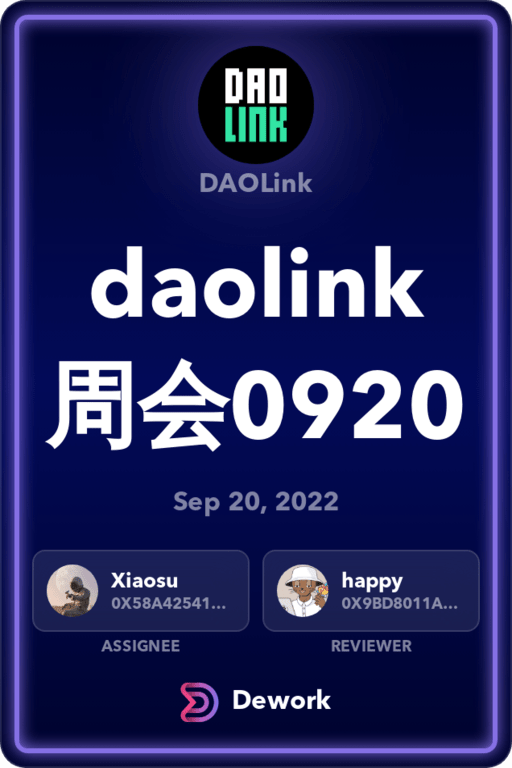 DAO
LINK
DAOLink
daolink
周会0920
Sep 20, 2022
Xiaosu
0X58A42541...
ASSIGNEE
happy
0X9BD8011A...
REVIEWER
Dework